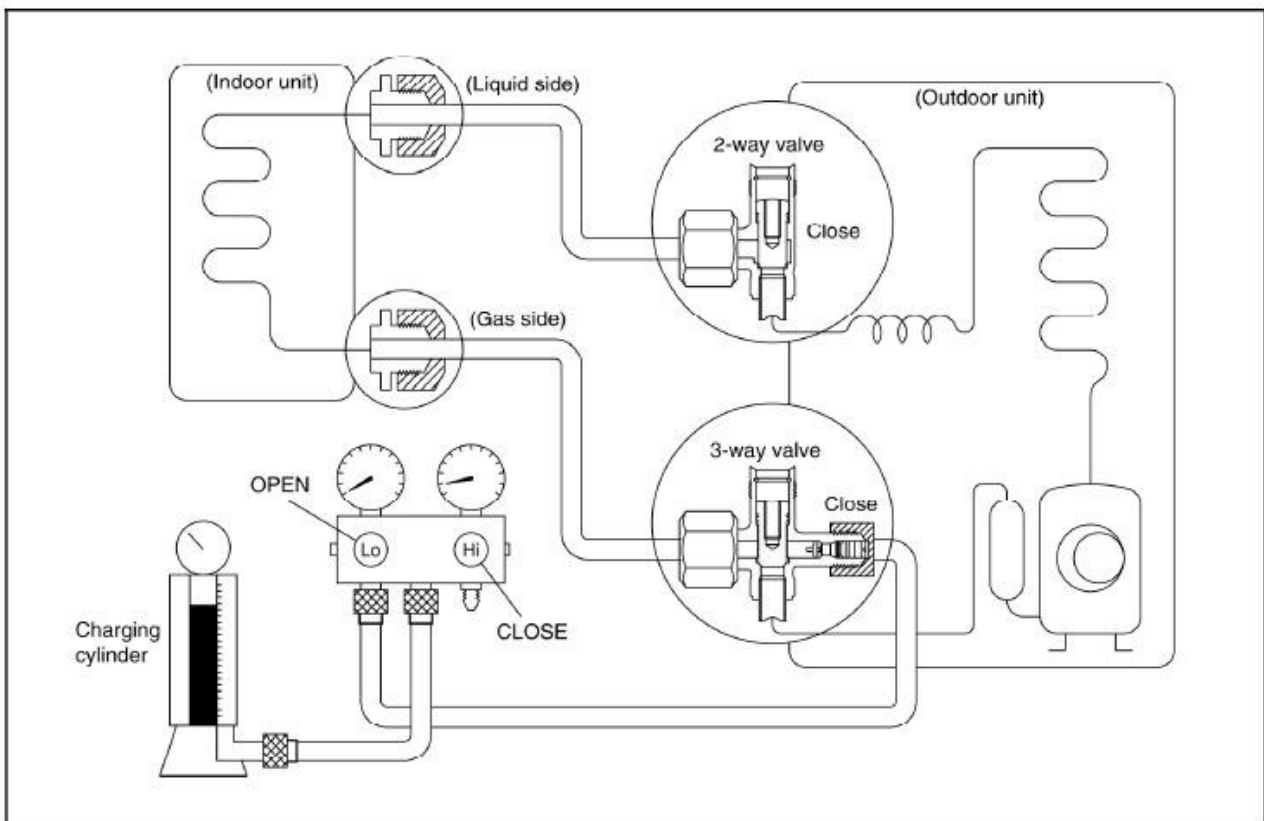 (Indoor unit)
(Liquid side)
(Outdoor unit)
2-way valve
Close
(Gas side)
3-way valve
Close
OPEN
Lo
Hi
CLOSE
Charging
cylinder